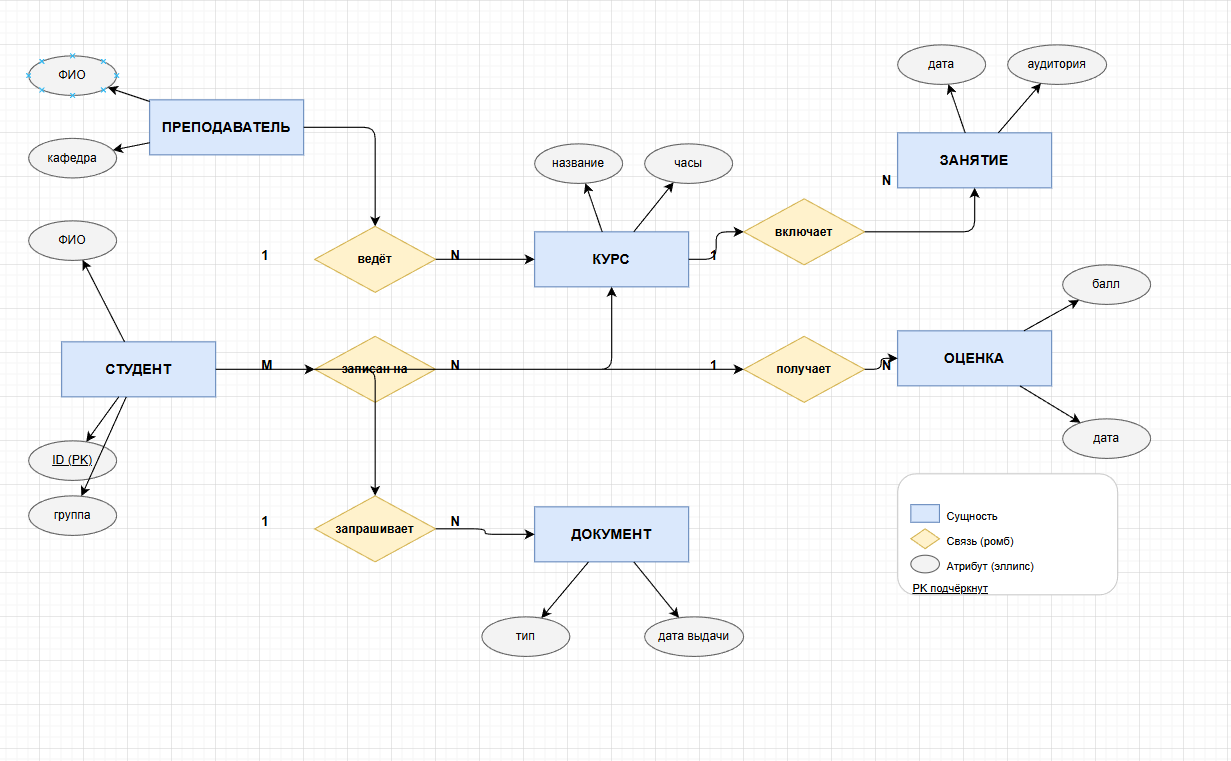 ФИО
ПРЕПОДАВАТЕЛЬ
кафедра
дата
аудитория
ЗАНЯТИЕ
N
название
часы
ФИО
1
ведёт
N
КУРС
1
включает
СТУДЕНТ
M
записан на
N
1
получает
N
ОЦЕНКА
балл
дата
ID (PK)
группа
1
запрашивает
N
ДОКУМЕНТ
тип
дата выдачи
Сущность
Связь (ромб)
Атрибут (эллипс)
PK подчёркнут